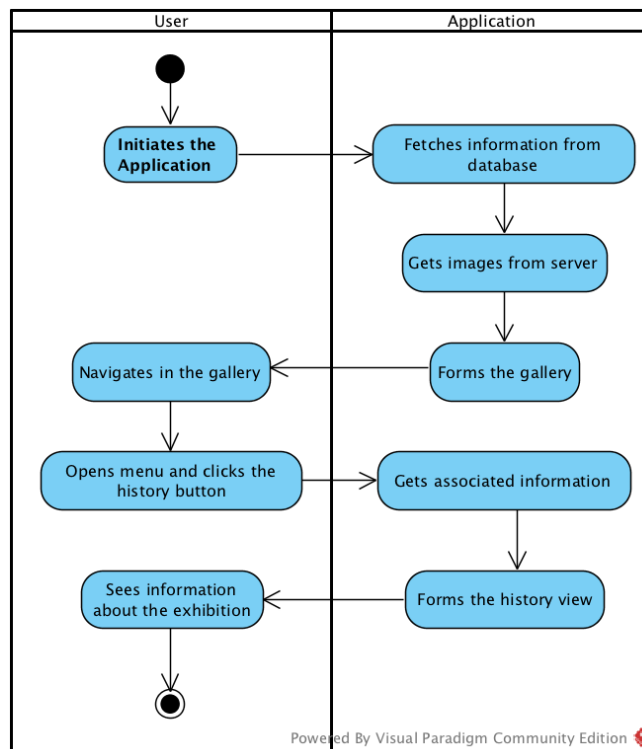 User
Application
Initiates the
Application
Fetches information from
database
Gets images from server
Forms the gallery
Navigates in the gallery
Opens menu and clicks the
history button
Gets associated information
Forms the history view
Sees information
about the exhibition
Powered By Visual Paradigm Community Edition